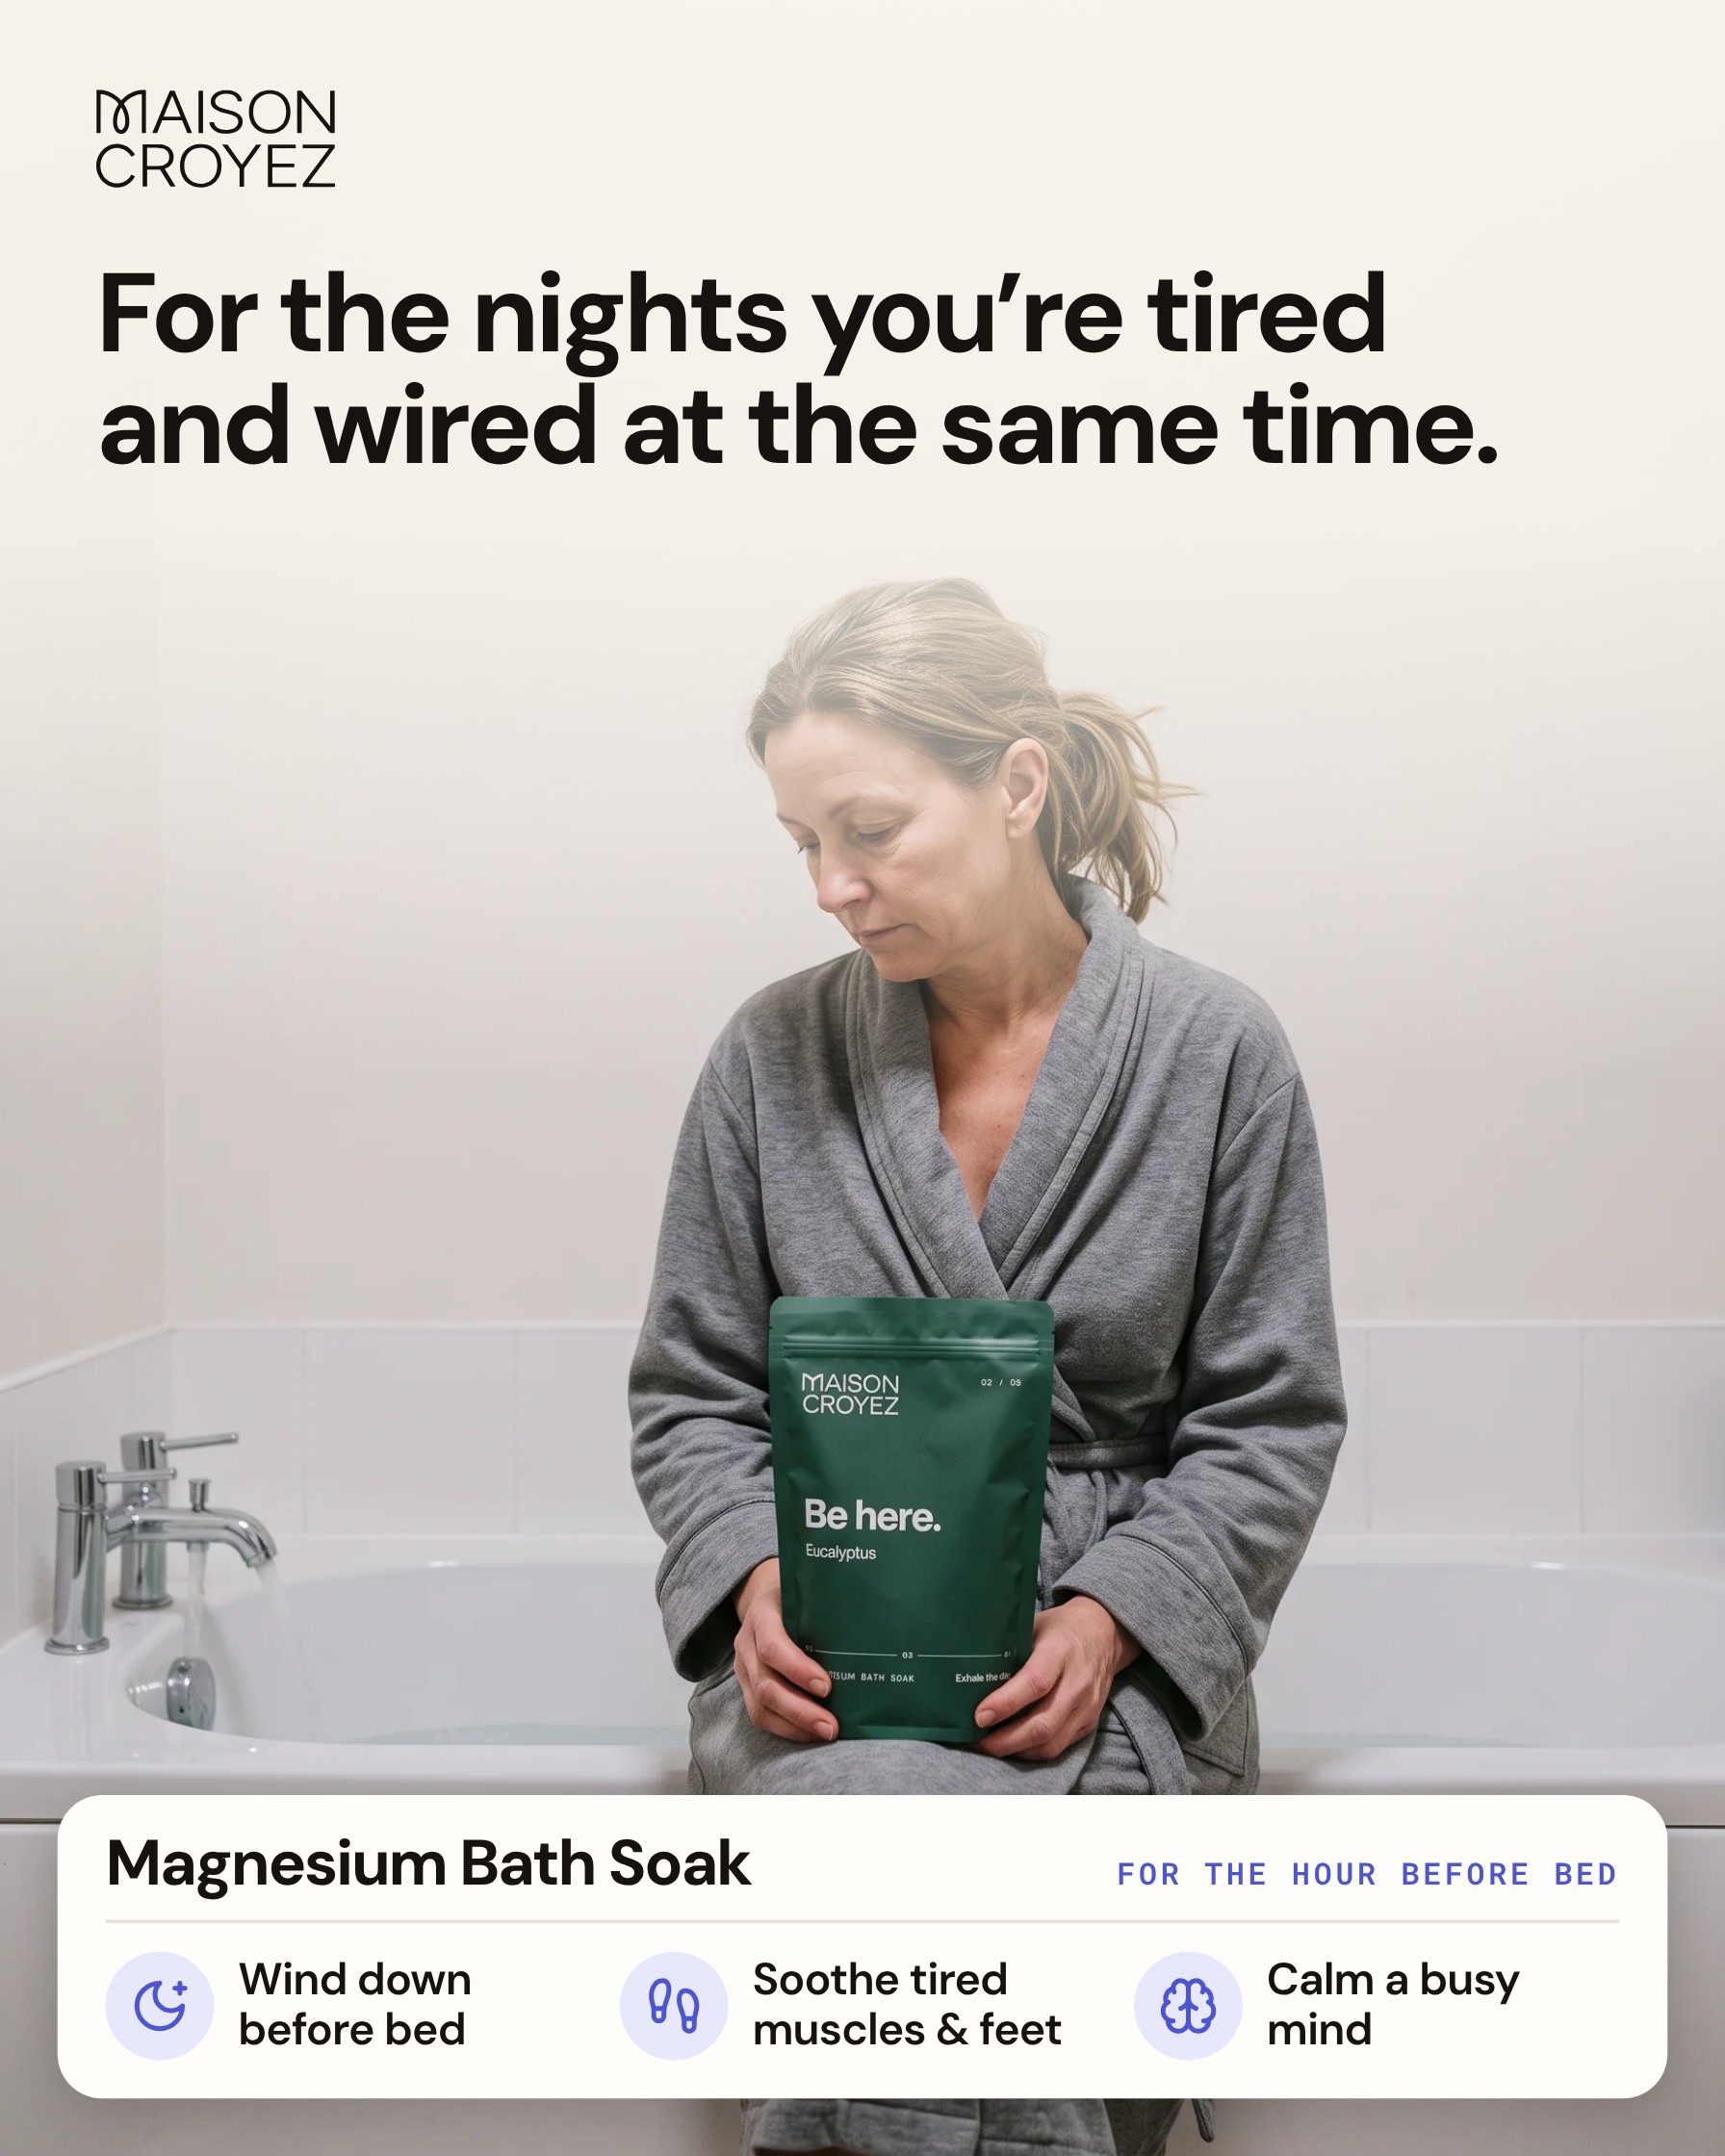 MAISON
CROYEZ
For the nights you’re tired
and wired at the same time.
MAISON
CROYEZ
02 / 05
Be here.
Eucalyptus
03
BATH SOAK
Exhale the
Magnesium Bath Soak
FOR THE HOUR BEFORE BED
Wind down
before bed
Soothe tired
muscles & feet
Calm a busy
mind